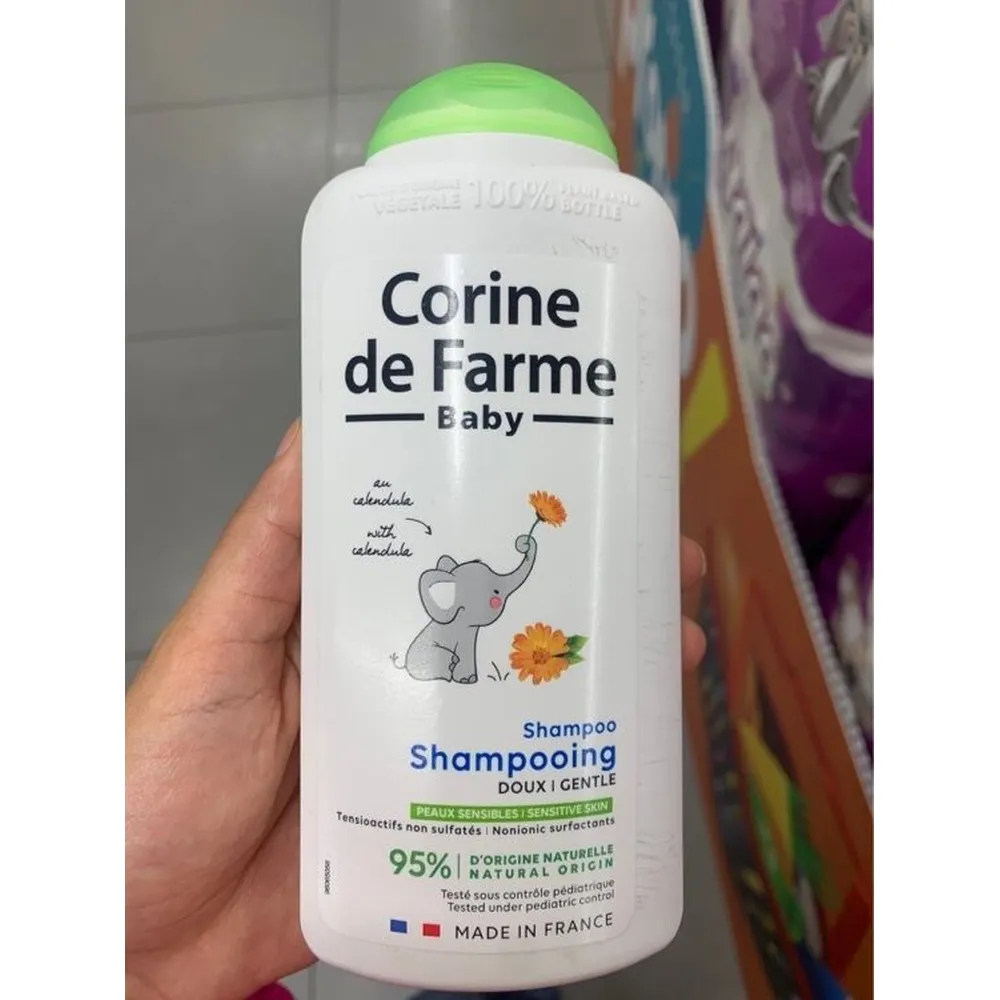 VEGETALE 100% PLANT BASED
BOTTLE
Corine
de Farme
Baby
au
calendula
with
calendula
Shampoo
Shampooing
DOUX | GENTLE
PEAUX SENSIBLES | SENSITIVE SKIN
Tensioactifs non sulfatés | Nonionic surfactants
95% D'ORIGINE NATURELLE
NATURAL ORIGIN
Testé sous contrôle pédiatrique
Tested under pediatric control
MADE IN FRANCE